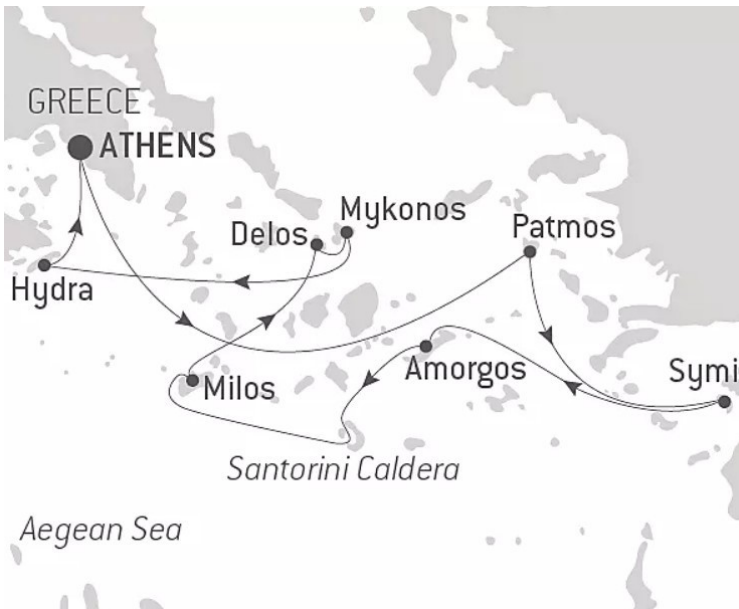 GREECE
ATHENS
Mykonos
Delos
Patmos
Hydra
Amorgos
Symi
Milos
Santorini Caldera
Aegean Sea